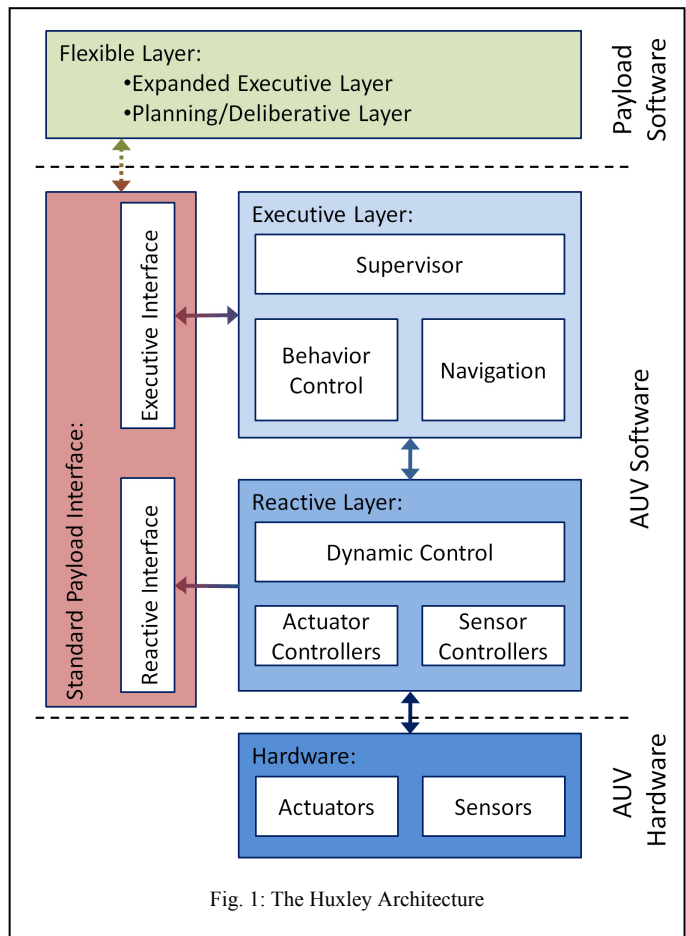 Flexible Layer:
•Expanded Executive Layer
•Planning/Deliberative Layer
Payload
Software
Standard Payload Interface:
Executive Interface
Reactive Interface
Executive Layer:
Supervisor
Behavior
Control
Navigation
AUV Software
Reactive Layer:
Dynamic Control
Actuator
Controllers
Sensor
Controllers
Hardware:
Actuators
Sensors
AUV
Hardware
Fig. 1: The Huxley Architecture